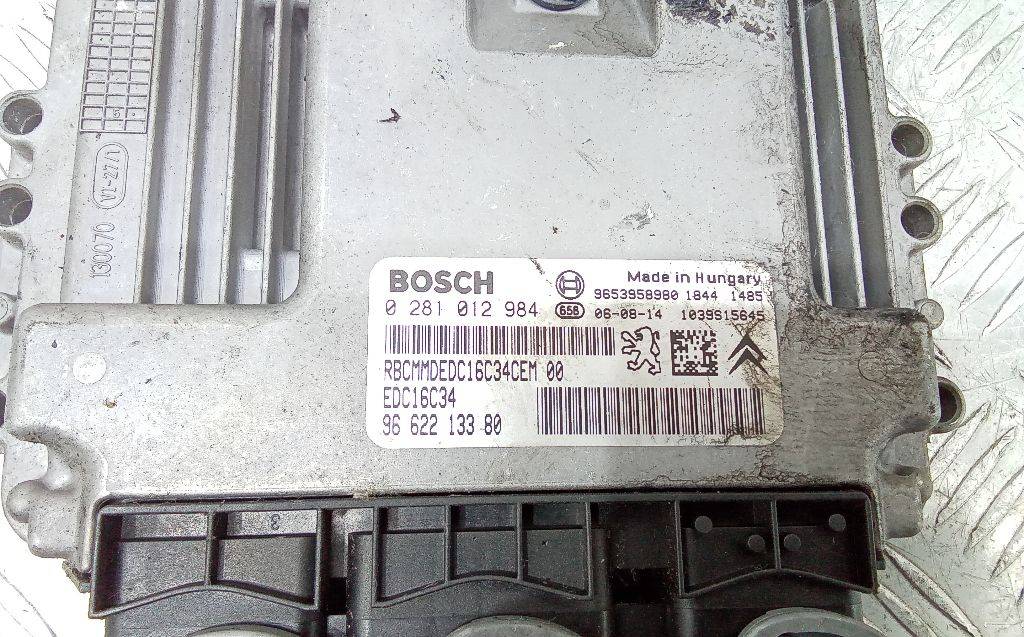 BOSCH
Made in Hungary
9653958980 1844 1485
0 281 012 984
658
06-08-14 1039S15645
RBCMMDEDC16C34CEM 00
EDC16C34
96 622 133 80
130070
V1-27/1
3